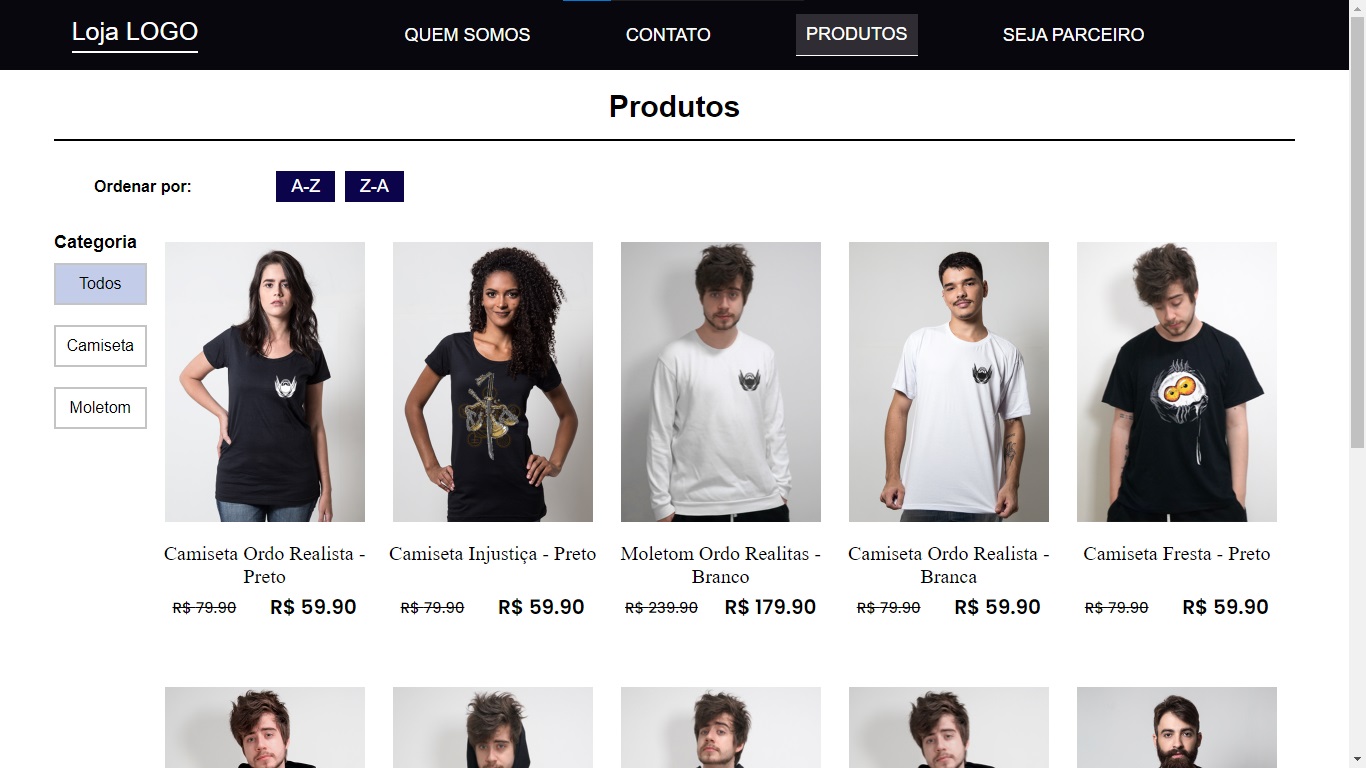 Loja LOGO
QUEM SOMOS
CONTATO
PRODUTOS
SEJA PARCEIRO
Produtos
Ordenar por:
A-Z
Z-A
Categoria
Todos
Camiseta
Moletom
Camiseta Ordo Realista -
Preto
R$ 79.90
R$ 59.90
Camiseta Injustiça - Preto
R$ 79.90
R$ 59.90
Moletom Ordo Realitas -
Branco
R$ 239.90
R$ 179.90
Camiseta Ordo Realista -
Branca
R$ 79.90
R$ 59.90
Camiseta Fresta - Preto
R$ 79.90
R$ 59.90